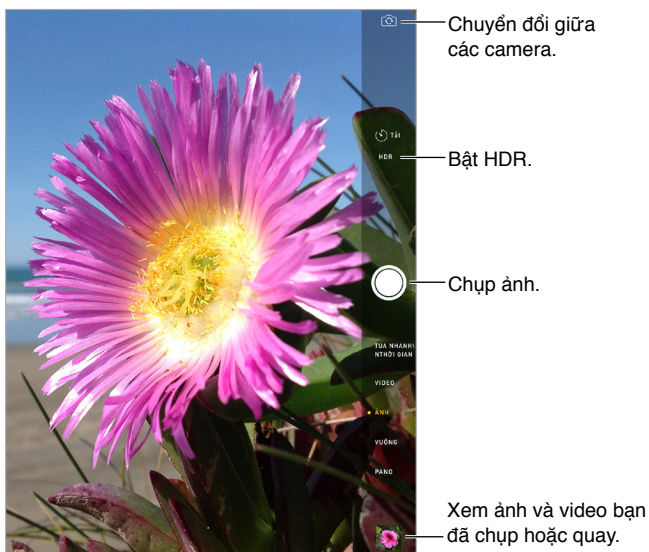 Chuyển đổi giữa
các camera.
Tắt
HDR
Bật HDR.
Chụp ảnh.
TUA NHANH\
NTHỜI GIAN
VIDEO
ẢNH
VUÔNG
PANO
Xem ảnh và video bạn
đã chụp hoặc quay.